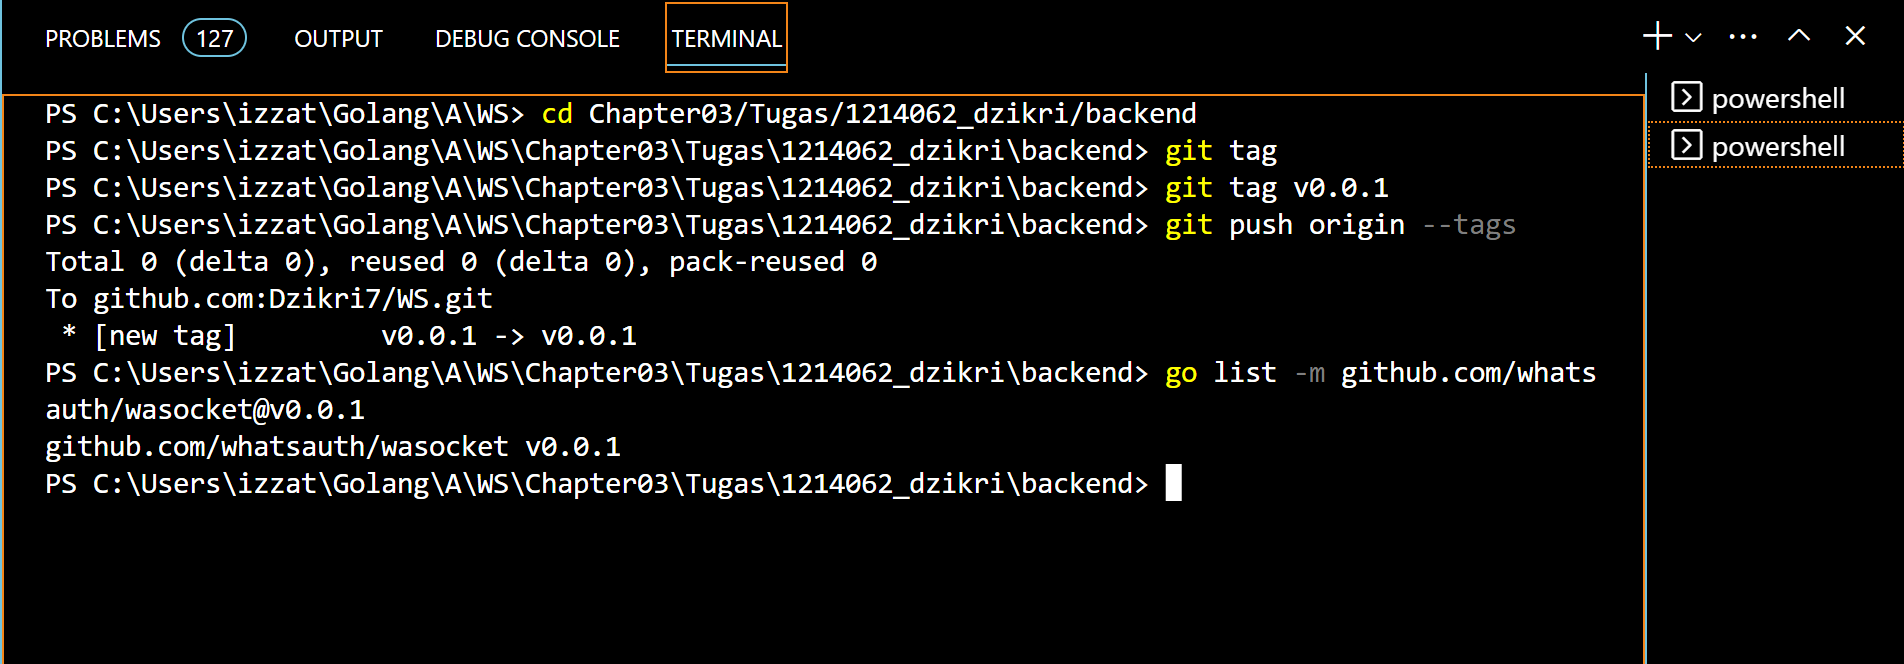 PROBLEMS 127 OUTPUT DEBUG CONSOLE TERMINAL
powershell
powershell
PS C:\Users\izzat\Golang\A\WS> cd Chapter03/Tugas/1214062_dzikri/backend
PS C:\Users\izzat\Golang\A\WS\Chapter03\Tugas\1214062_dzikri\backend> git tag
PS C:\Users\izzat\Golang\A\WS\Chapter03\Tugas\1214062_dzikri\backend> git tag v0.0.1
PS C:\Users\izzat\Golang\A\WS\Chapter03\Tugas\1214062_dzikri\backend> git push origin --tags
Total 0 (delta 0), reused 0 (delta 0), pack-reused 0
To github.com:Dzikri7/WS.git
 * [new tag]         v0.0.1 -> v0.0.1
PS C:\Users\izzat\Golang\A\WS\Chapter03\Tugas\1214062_dzikri\backend> go list -m github.com/whats
auth/wasocket@v0.0.1
github.com/whatsauth/wasocket v0.0.1
PS C:\Users\izzat\Golang\A\WS\Chapter03\Tugas\1214062_dzikri\backend>